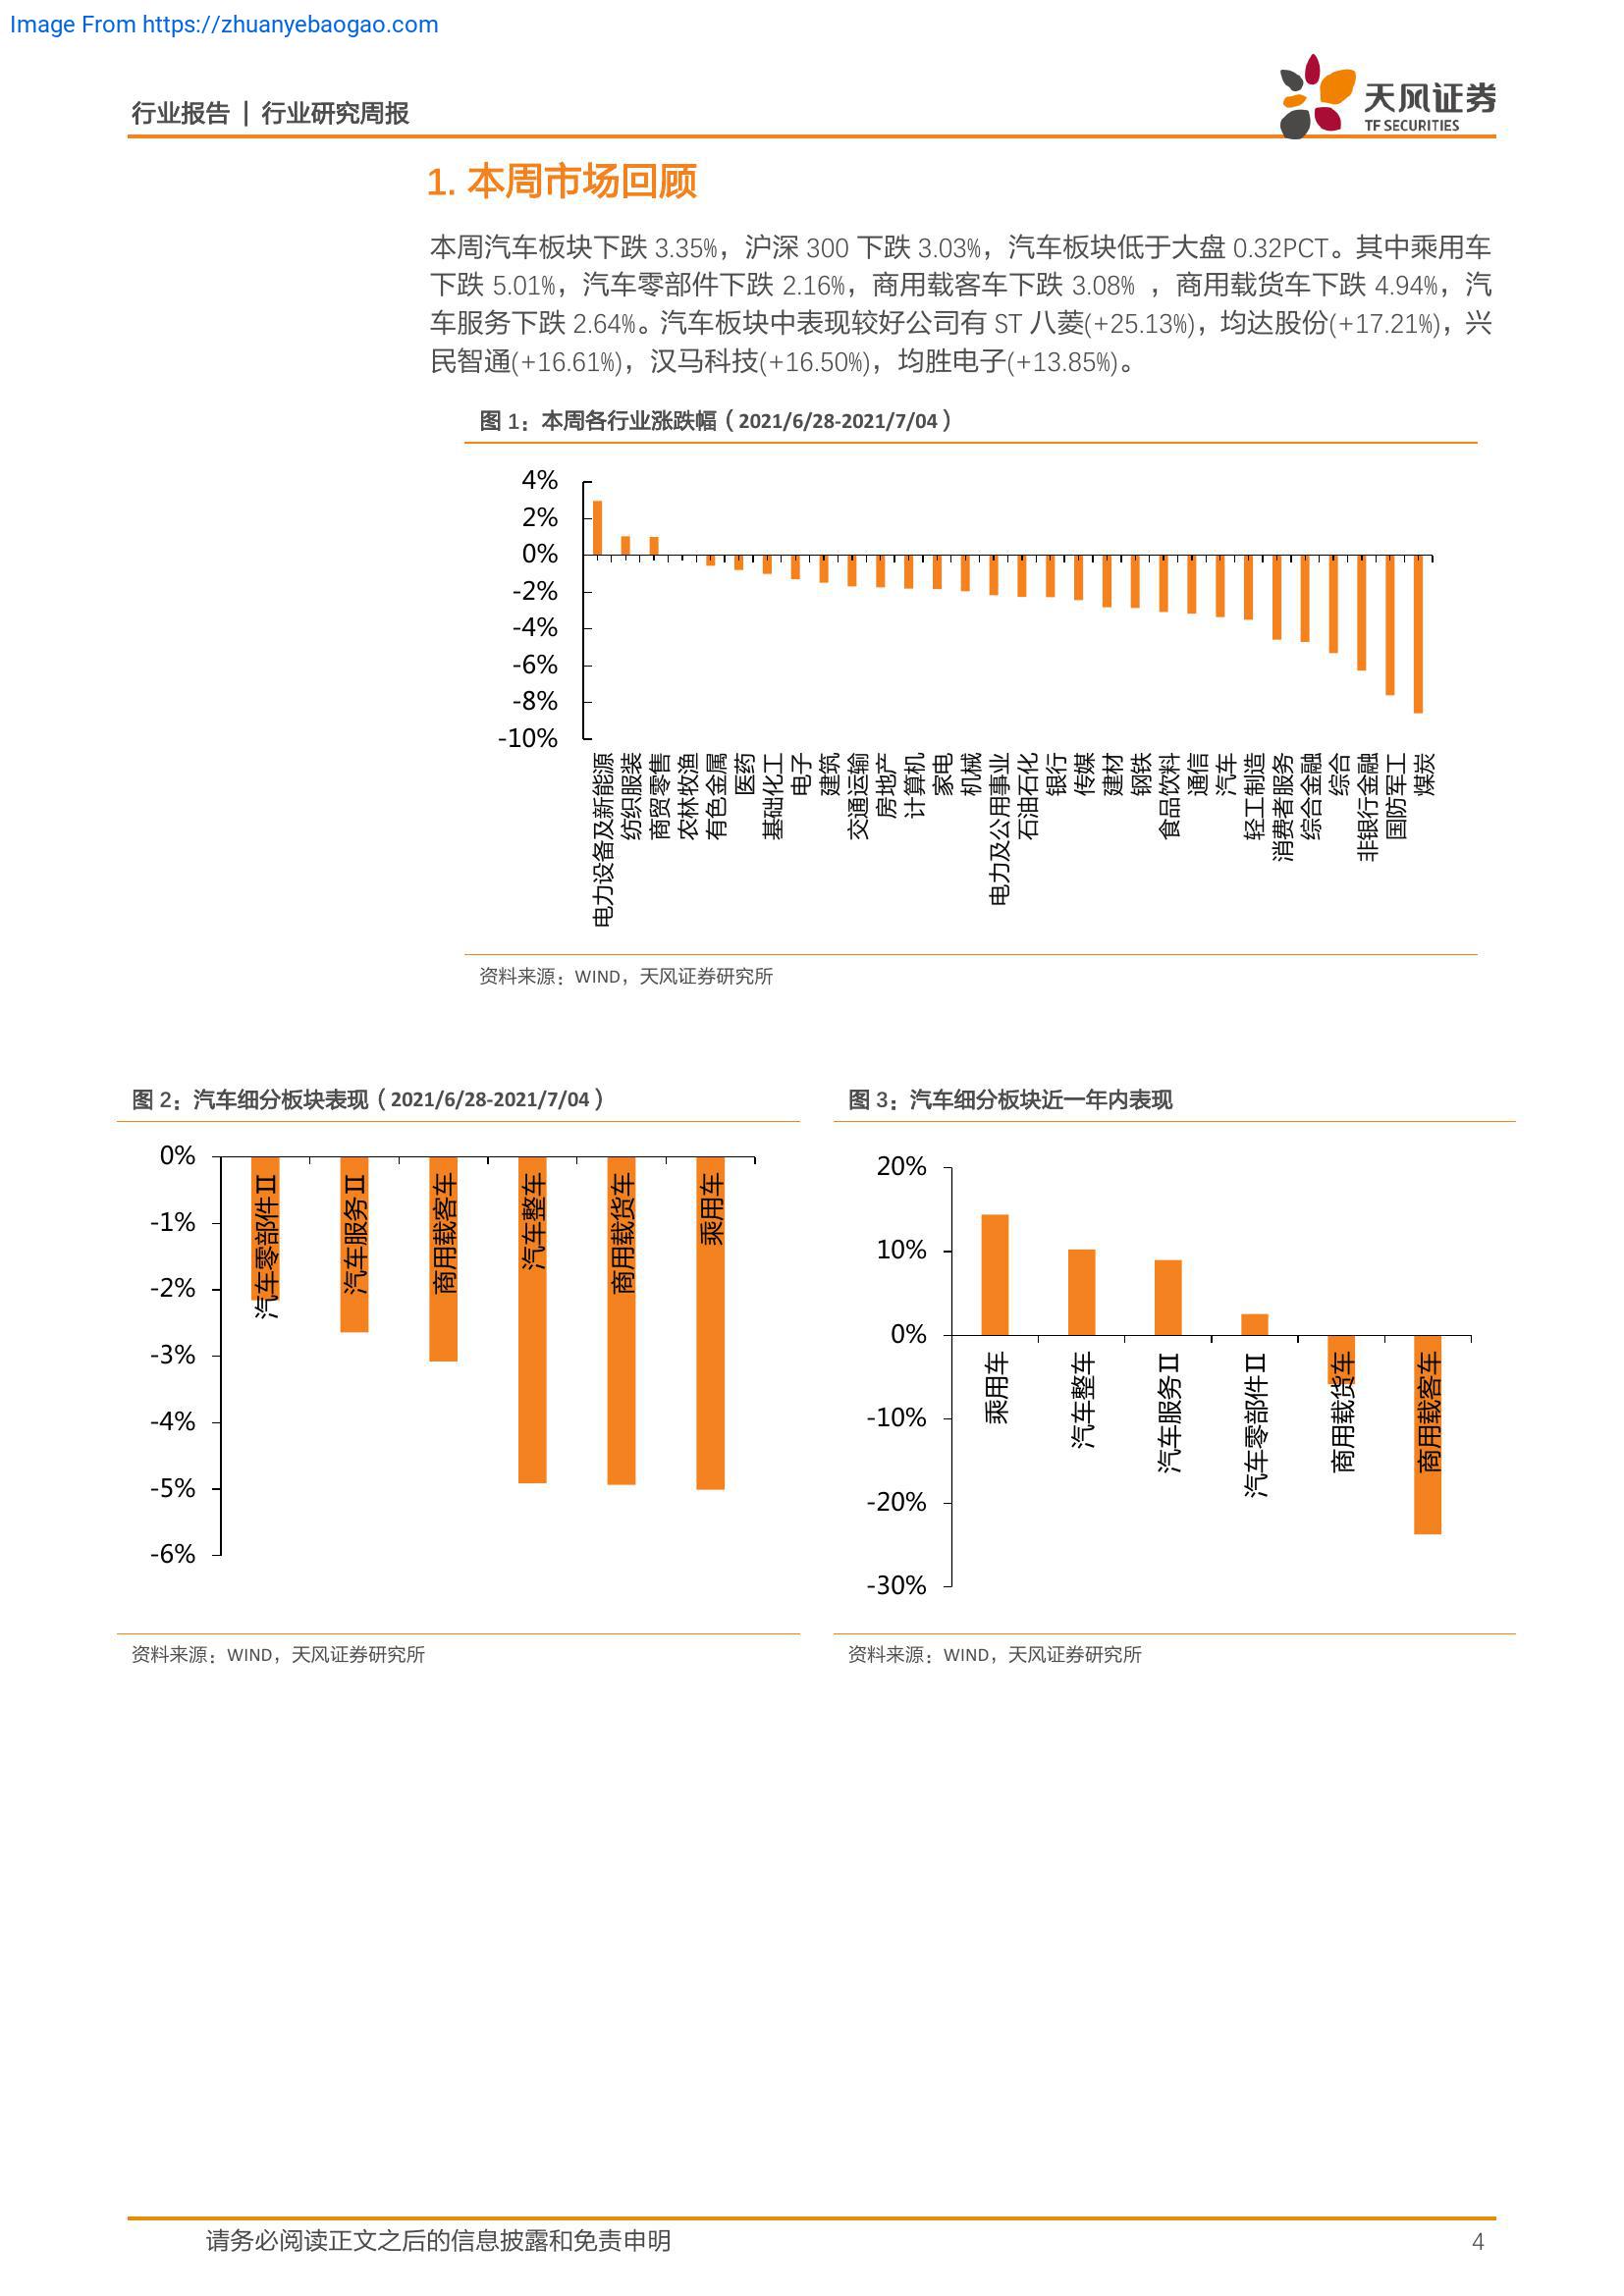 Image From https://zhuanyebaogao.com
行业报告 | 行业研究周报
天风证券
TF SECURITIES
1. 本周市场回顾
本周汽车板块下跌 3.35%，沪深 300 下跌 3.03%，汽车板块低于大盘 0.32PCT。其中乘用车
下跌 5.01%，汽车零部件下跌 2.16%，商用载客车下跌 3.08% ，商用载货车下跌 4.94%，汽
车服务下跌 2.64%。汽车板块中表现较好公司有 ST 八菱(+25.13%)，均达股份(+17.21%)，兴
民智通(+16.61%)，汉马科技(+16.50%)，均胜电子(+13.85%)。
图 1：本周各行业涨跌幅（2021/6/28-2021/7/04）
4%
2%
0%
-2%
-4%
-6%
-8%
-10%
电力设备及新能源
纺织服装
商贸零售
农林牧渔
有色金属
医药
基础化工
电子
建筑
交通运输
房地产
计算机
家电
机械
电力及公用事业
石油石化
银行
传媒
建材
钢铁
食品饮料
通信
汽车
轻工制造
消费者服务
综合金融
综合
非银行金融
国防军工
煤炭
资料来源：WIND，天风证券研究所
图 2：汽车细分板块表现（2021/6/28-2021/7/04）
0%
-1%
-2%
-3%
-4%
-5%
-6%
汽车零部件Ⅱ
汽车服务Ⅱ
商用载客车
汽车整车
商用载货车
乘用车
资料来源：WIND，天风证券研究所
图 3：汽车细分板块近一年内表现
20%
10%
0%
-10%
-20%
-30%
乘用车
汽车整车
汽车服务Ⅱ
汽车零部件Ⅱ
商用载货车
商用载客车
资料来源：WIND，天风证券研究所
请务必阅读正文之后的信息披露和免责申明
4